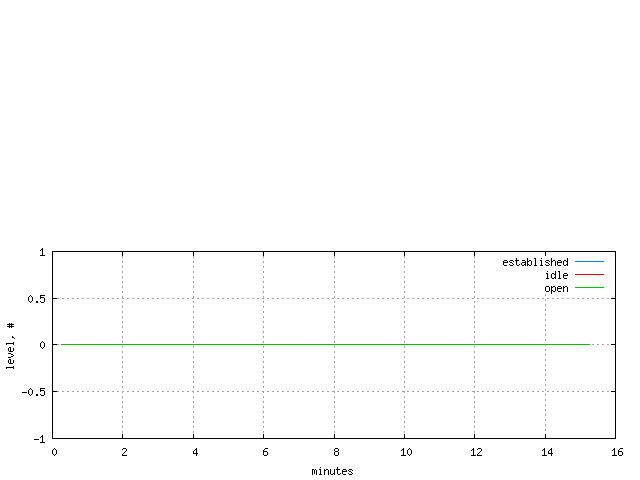 1
established
idle
0.5
open
level, #
0
-0.5
-1
0 2 4 6 8 10 12 14 16
minutes